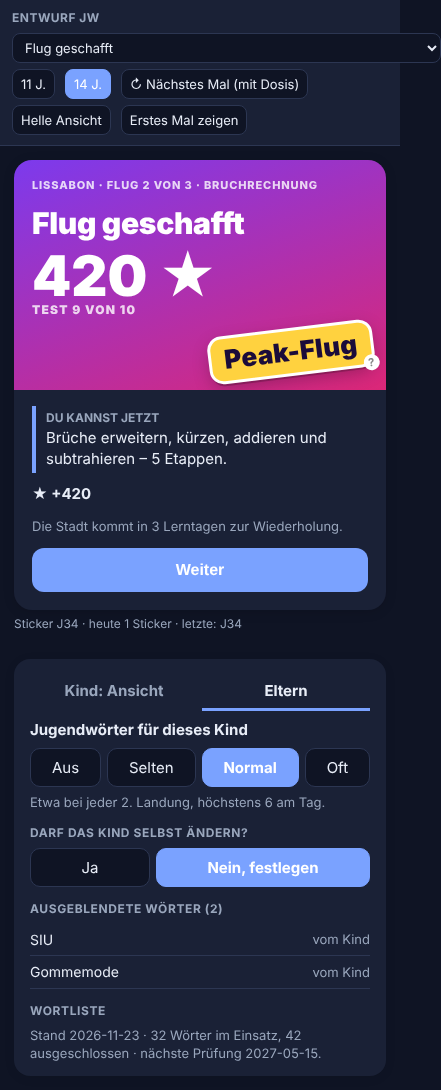 ENTWURF JW
Flug geschafft
11 J. 14 J. ↻ Nächstes Mal (mit Dosis)
Helle Ansicht Erstes Mal zeigen
LISSABON · FLUG 2 VON 3 · BRUCHRECHNUNG
Flug geschafft
420 ★
TEST 9 VON 10
Peak-Flug
?
DU KANNST JETZT
Brüche erweitern, kürzen, addieren und
subtrahieren – 5 Etappen.
★ +420
Die Stadt kommt in 3 Lerntagen zur Wiederholung.
Weiter
Sticker J34 · heute 1 Sticker · letzte: J34
Kind: Ansicht Eltern
Jugendwörter für dieses Kind
Aus Selten Normal Oft
Etwa bei jeder 2. Landung, höchstens 6 am Tag.
DARF DAS KIND SELBST ÄNDERN?
Ja Nein, festlegen
AUSGEBLENDETE WÖRTER (2)
SIU vom Kind
Gommemode vom Kind
WORTLISTE
Stand 2026-11-23 · 32 Wörter im Einsatz, 42
ausgeschlossen · nächste Prüfung 2027-05-15.